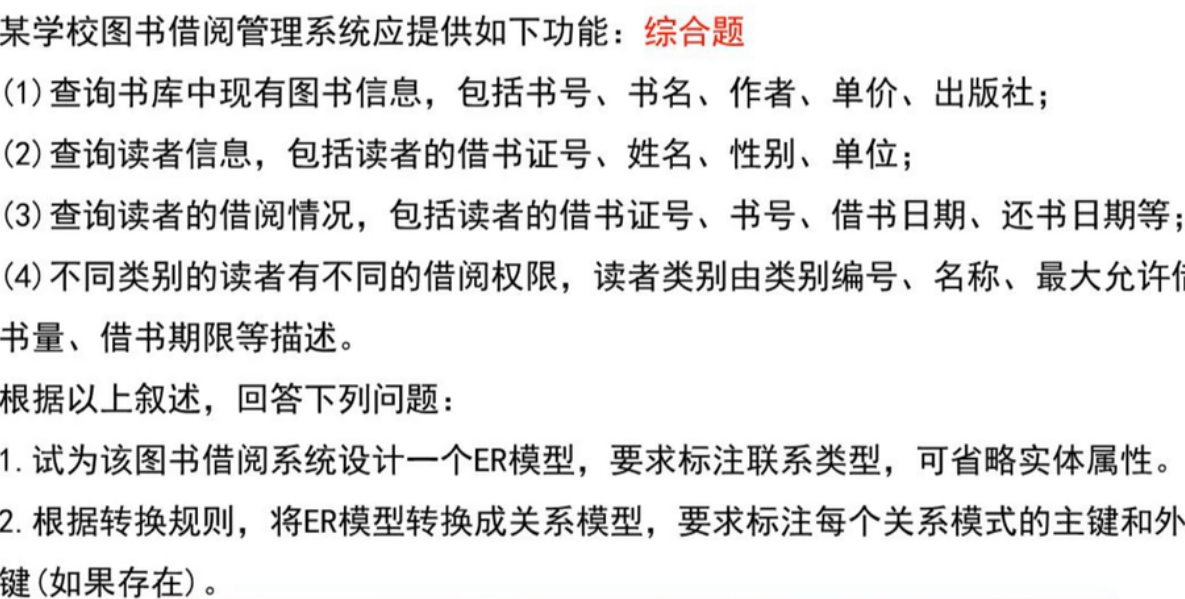 某学校图书借阅管理系统应提供如下功能：综合题
(1)查询书库中现有图书信息，包括书号、书名、作者、单价、出版社；
(2)查询读者信息，包括读者的借书证号、姓名、性别、单位；
(3)查询读者的借阅情况，包括读者的借书证号、书号、借书日期、还书日期等；
(4)不同类别的读者有不同的借阅权限，读者类别由类别编号、名称、最大允许借
书量、借书期限等描述。
根据以上叙述，回答下列问题：
1.试为该图书借阅系统设计一个ER模型，要求标注联系类型，可省略实体属性。
2.根据转换规则，将ER模型转换成关系模型，要求标注每个关系模式的主键和外
键(如果存在)。